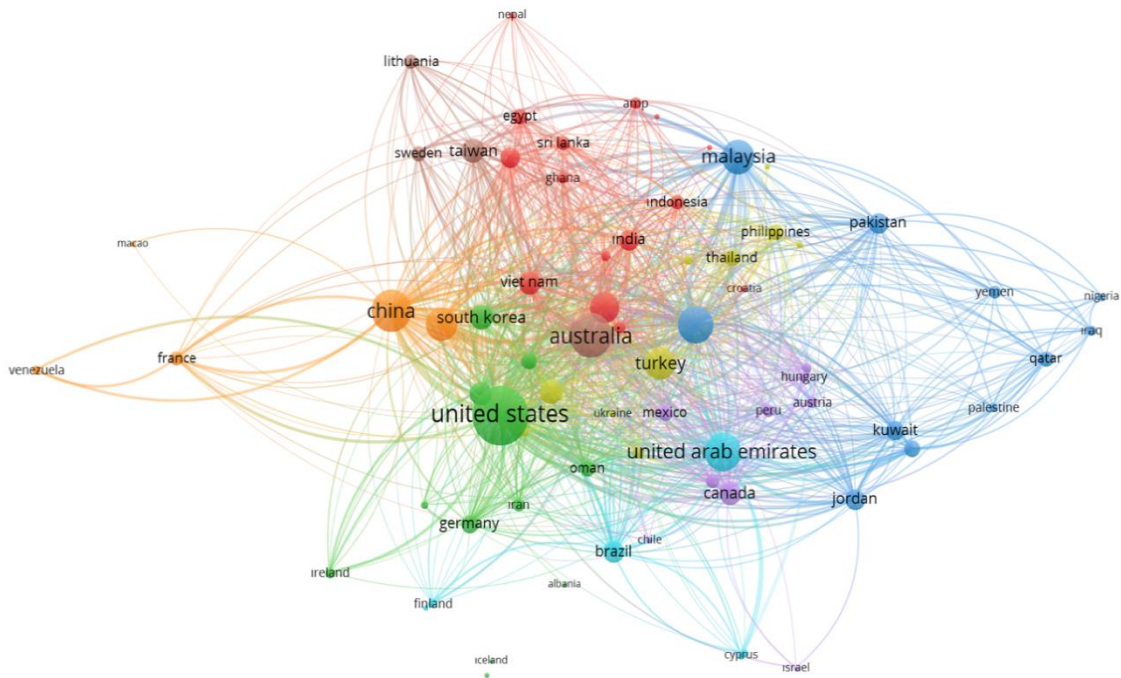 nepal
lithuania
amp
egypt
sri lanka
sweden
taiwan
malaysia
ghana
indonesia
pakistan
macao
india
philippines
thailand
viet nam
croatia
yemen
nigeria
china
south korea
australia
iraq
france
turkey
qatar
venezuela
hungary
united states
ukraine
mexico
peru
austria
palestine
kuwait
united arab emirates
oman
canada
jordan
iran
germany
brazil
chile
ireland
albania
finland
iceland
cyprus
israel